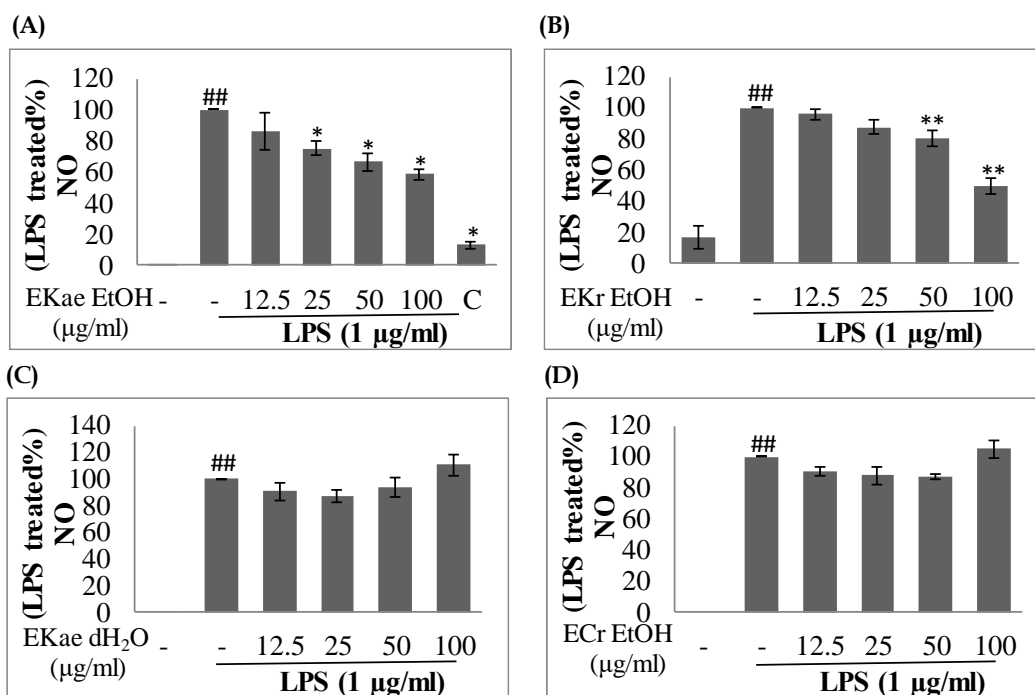 (A)
(LPS treated%)
NO
120
100
80
60
40
20
0
##
*
*
*
*
EKae EtOH
(μg/ml)
- - 12.5 25 50 100 C
LPS (1 μg/ml)
(B)
(LPS treated%)
NO
120
100
80
60
40
20
0
##
**
**
EKr EtOH
(μg/ml)
- - 12.5 25 50 100
LPS (1 μg/ml)
(C)
(LPS treated%)
NO
140
120
100
80
60
40
20
0
##
EKae dH₂O
(μg/ml)
- - 12.5 25 50 100
LPS (1 μg/ml)
(D)
(LPS treated%)
NO
120
100
80
60
40
20
0
##
ECr EtOH
(μg/ml)
- - 12.5 25 50 100
LPS (1 μg/ml)